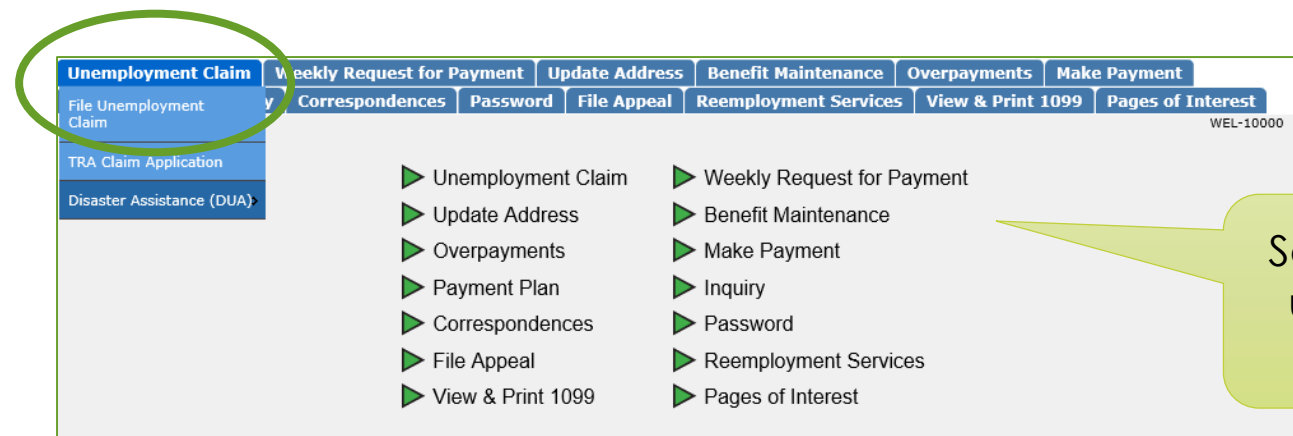 Unemployment Claim Weekly Request for Payment Update Address Benefit Maintenance Overpayments Make Payment
y Correspondences Password File Appeal Reemployment Services View & Print 1099 Pages of Interest
File Unemployment
Claim
WEL-10000
TRA Claim Application
Disaster Assistance (DUA)
Unemployment Claim Weekly Request for Payment
Update Address Benefit Maintenance
Overpayments Make Payment
Payment Plan Inquiry
Correspondences Password
File Appeal Reemployment Services
View & Print 1099 Pages of Interest